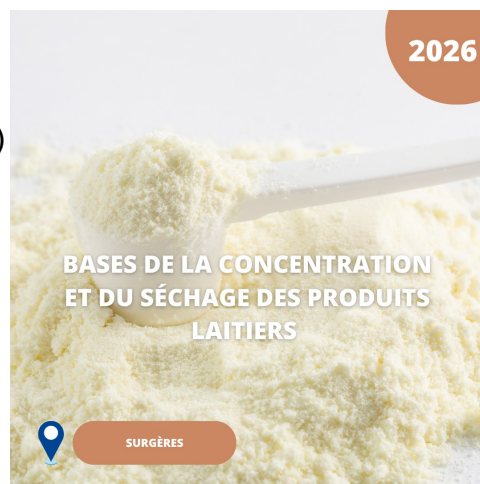 2026
BASES DE LA CONCENTRATION
ET DU SÉCHAGE DES PRODUITS
LAITIERS
SURGÈRES